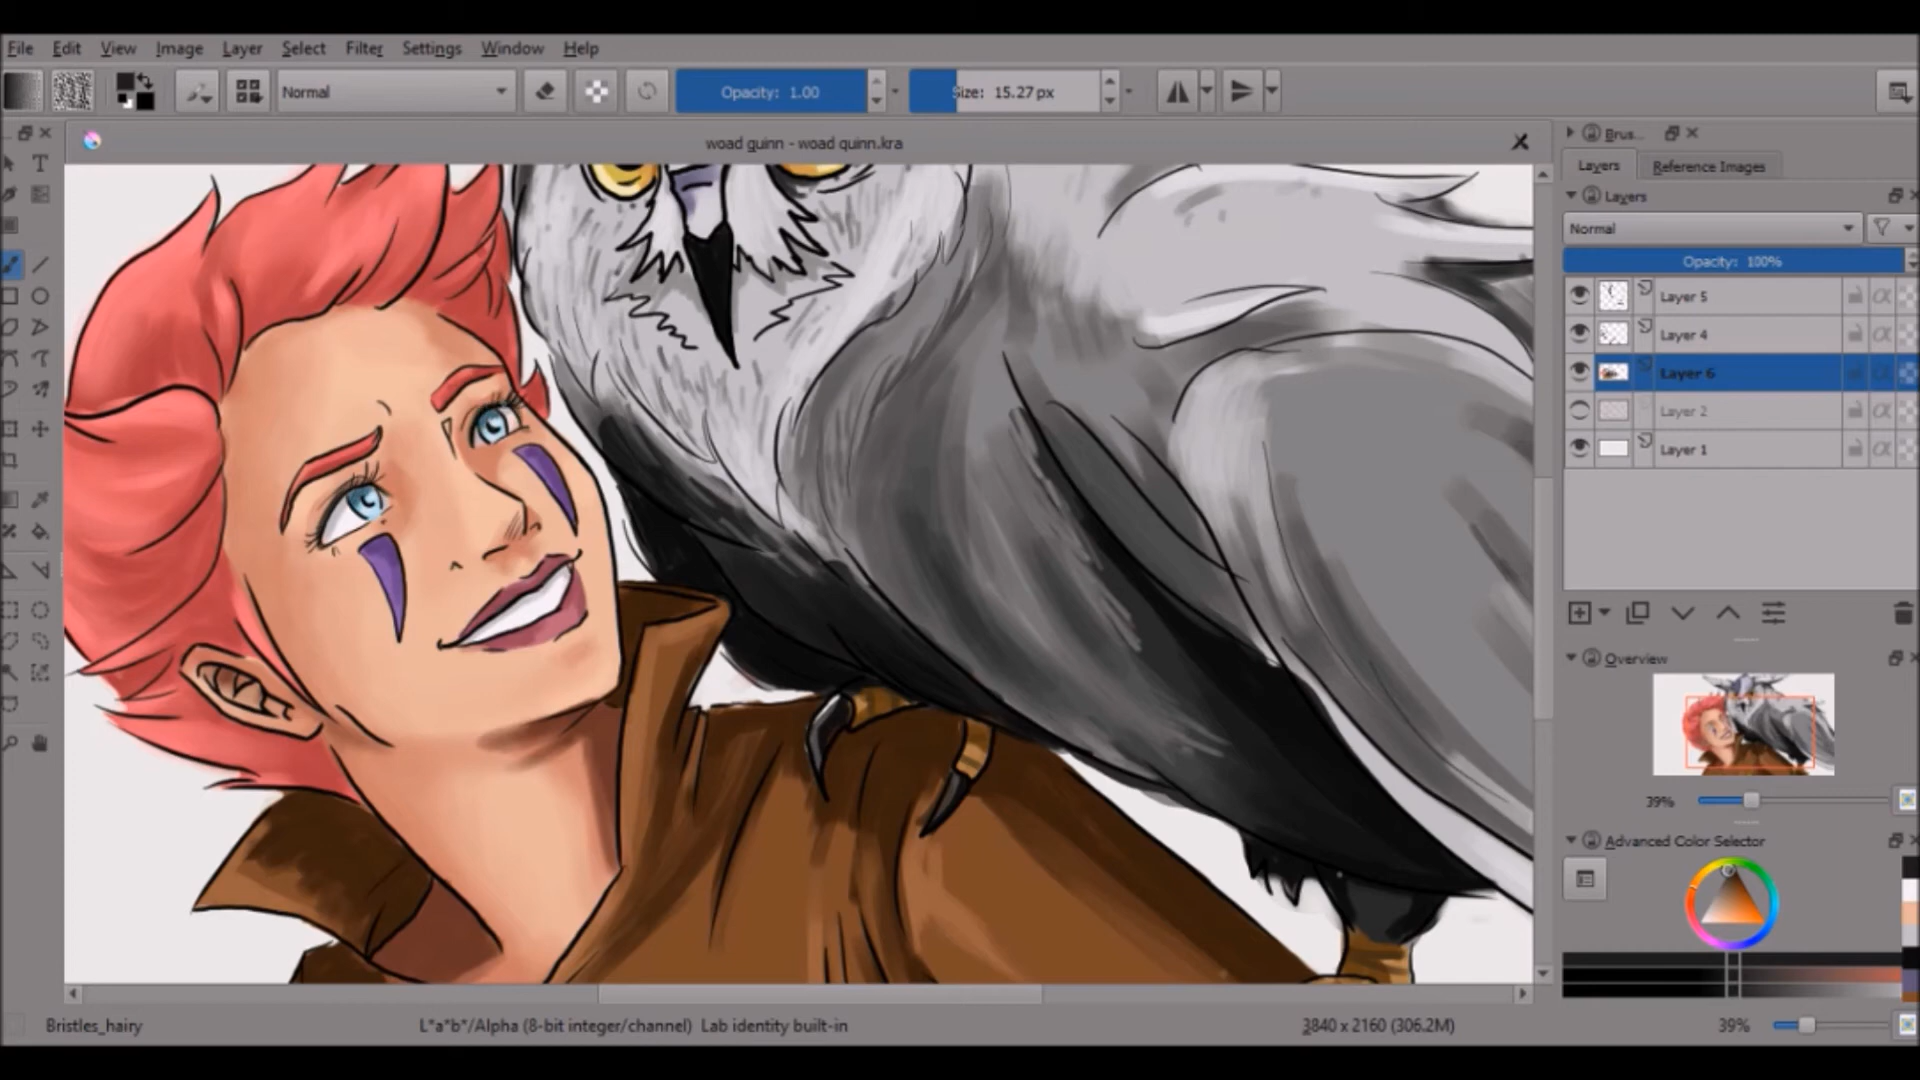 File Edit View Image Layer Select Filter Settings Window Help
Normal Opacity: 1.00 Size: 15.27 px
woad guinn - woad quinn.kra
Brus...
Layers Reference Images
Layers
Normal
Opacity: 100%
Layer 5
Layer 4
Layer 6
Layer 2
Layer 1
Overview
39%
Advanced Color Selector
Bristles_hairy L*a*b*/Alpha (8-bit integer/channel) Lab identity built-in 3840 x 2160 (306.2M) 39%